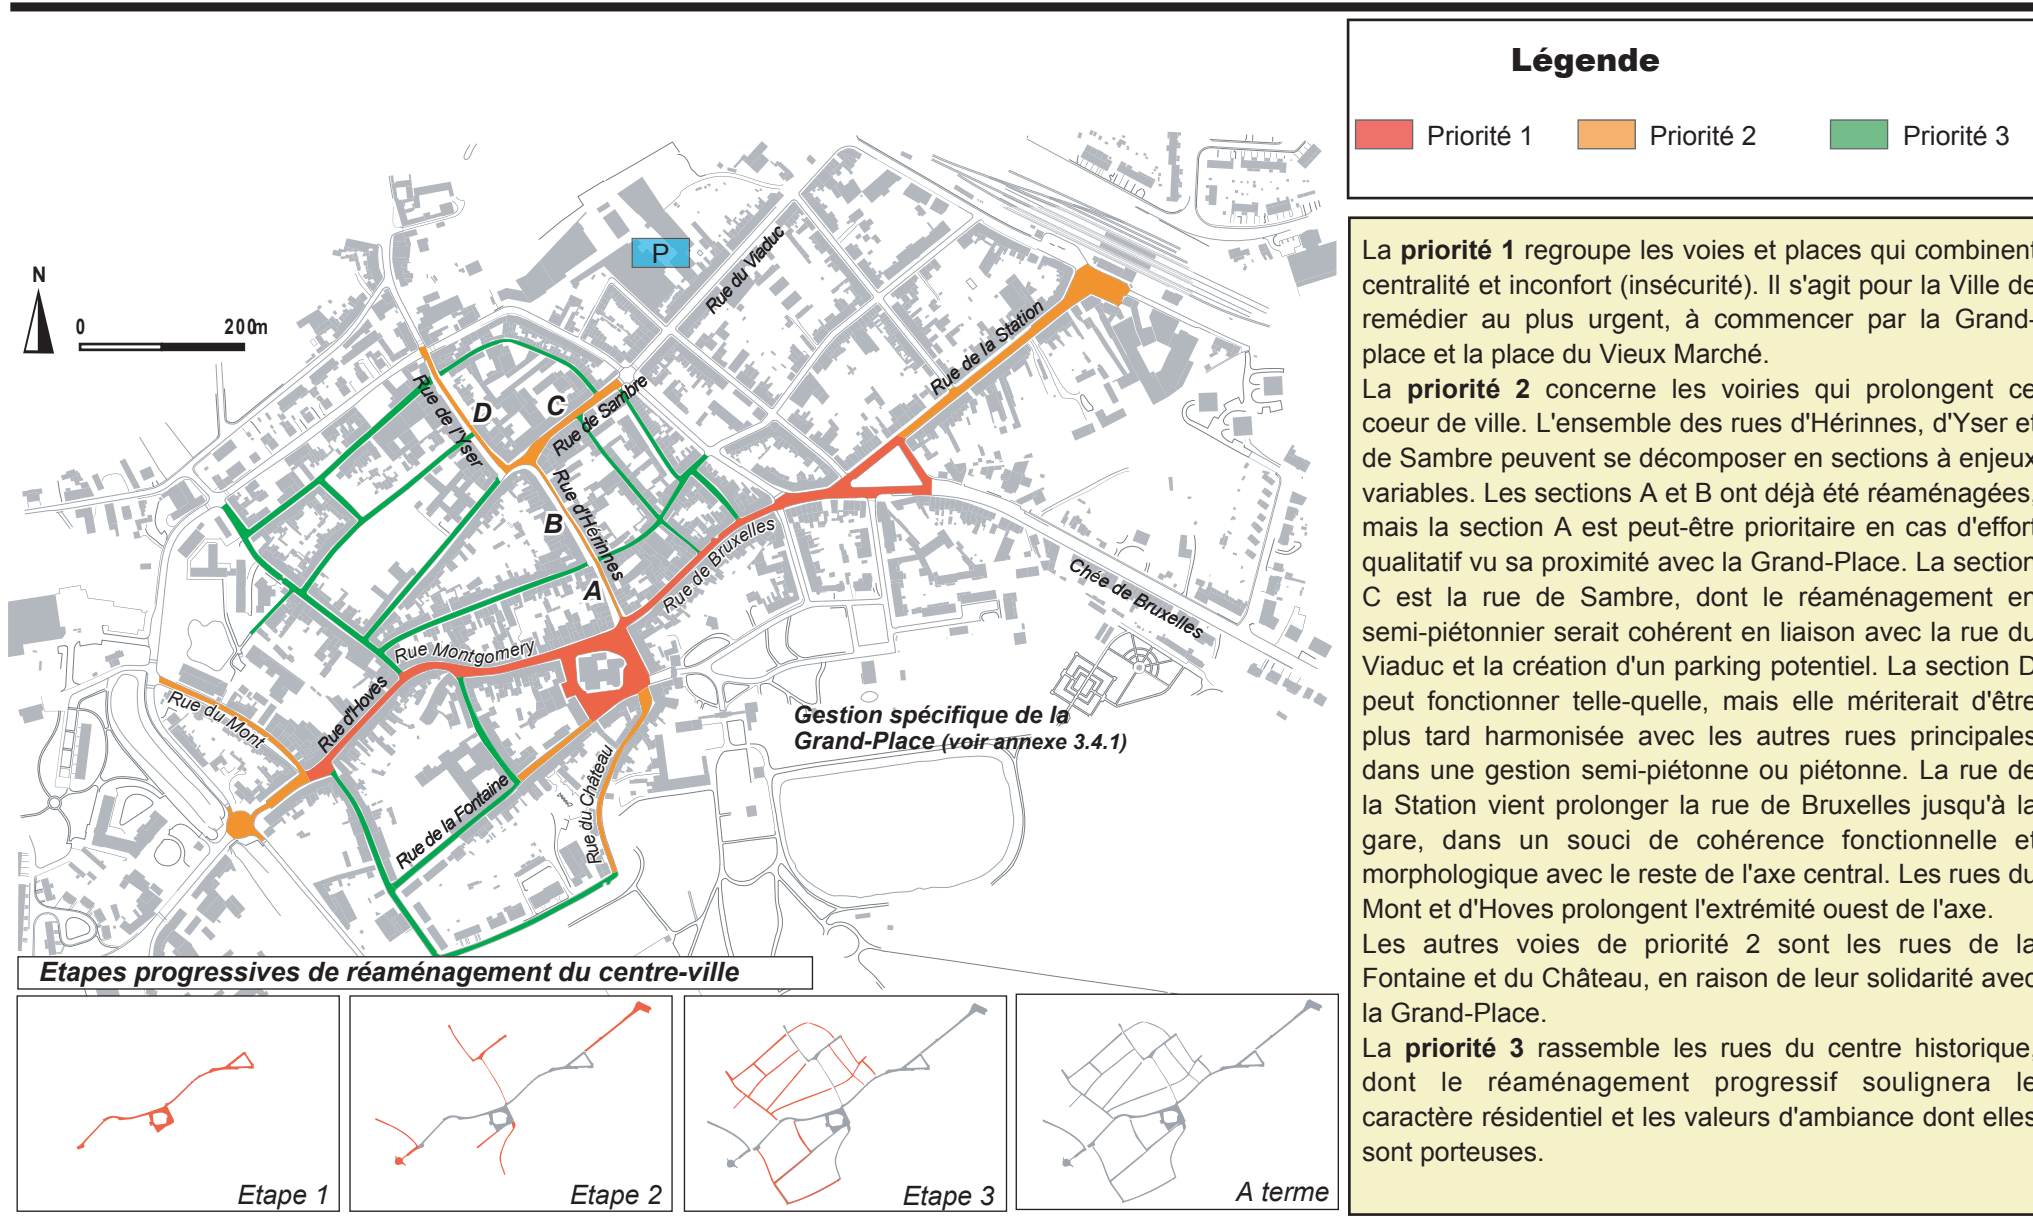 Légende
Priorité 1
Priorité 2
Priorité 3
N
0
200m
P
Rue du Viaduc
Rue de la Station
Rue de l'Yser
D
C
Rue de Sambre
Rue d'Hérinnes
B
A
Rue de Bruxelles
Chée de Bruxelles
Rue Montgomery
Rue d'Hoves
Rue du Mont
Rue de la Fontaine
Rue du Château
Gestion spécifique de la
Grand-Place (voir annexe 3.4.1)
Etapes progressives de réaménagement du centre-ville
Etape 1
Etape 2
Etape 3
A terme
La priorité 1 regroupe les voies et places qui combinent
centralité et inconfort (insécurité). Il s'agit pour la Ville de
remédier au plus urgent, à commencer par la Grand-
place et la place du Vieux Marché.
La priorité 2 concerne les voiries qui prolongent ce
coeur de ville. L'ensemble des rues d'Hérinnes, d'Yser et
de Sambre peuvent se décomposer en sections à enjeux
variables. Les sections A et B ont déjà été réaménagées,
mais la section A est peut-être prioritaire en cas d'effort
qualitatif vu sa proximité avec la Grand-Place. La section
C est la rue de Sambre, dont le réaménagement en
semi-piétonnier serait cohérent en liaison avec la rue du
Viaduc et la création d'un parking potentiel. La section D
peut fonctionner telle-quelle, mais elle mériterait d'être
plus tard harmonisée avec les autres rues principales
dans une gestion semi-piétonne ou piétonne. La rue de
la Station vient prolonger la rue de Bruxelles jusqu'à la
gare, dans un souci de cohérence fonctionnelle et
morphologique avec le reste de l'axe central. Les rues du
Mont et d'Hoves prolongent l'extrémité ouest de l'axe.
Les autres voies de priorité 2 sont les rues de la
Fontaine et du Château, en raison de leur solidarité avec
la Grand-Place.
La priorité 3 rassemble les rues du centre historique,
dont le réaménagement progressif soulignera le
caractère résidentiel et les valeurs d'ambiance dont elles
sont porteuses.